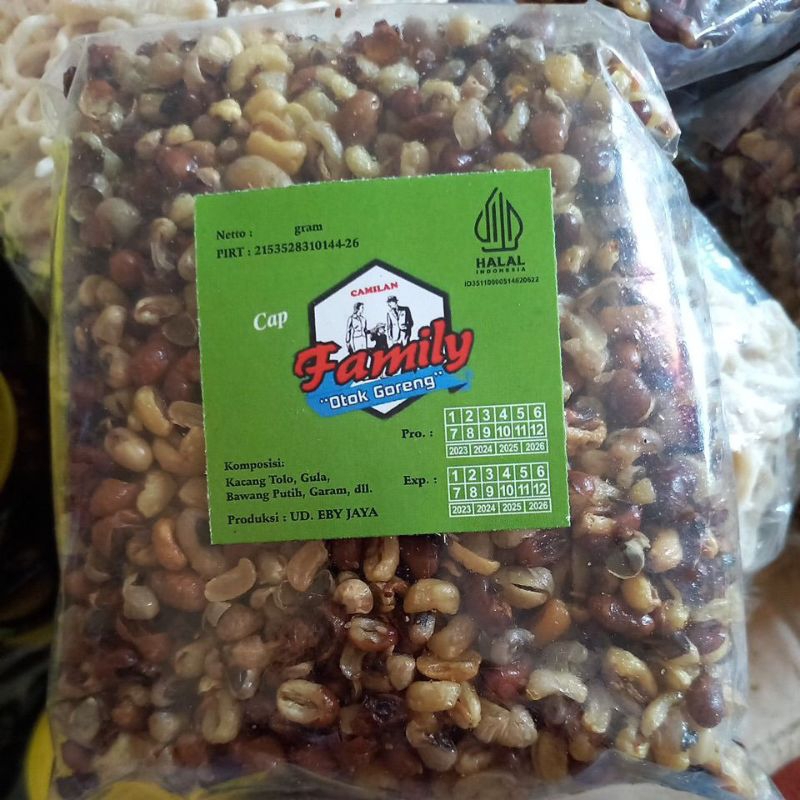 Netto : gram
PIRT : 2153528310144-26
HALAL
INDONESIA
ID35110000514620622
CAMILAN
Cap
Family
"Otok Goreng"
Pro. :
1 2 3 4 5 6
7 8 9 10 11 12
2023 2024 2025 2026
Komposisi:
Kacang Tolo, Gula,
Bawang Putih, Garam, dll.
Exp. :
1 2 3 4 5 6
7 8 9 10 11 12
2023 2024 2025 2026
Produksi : UD. EBY JAYA